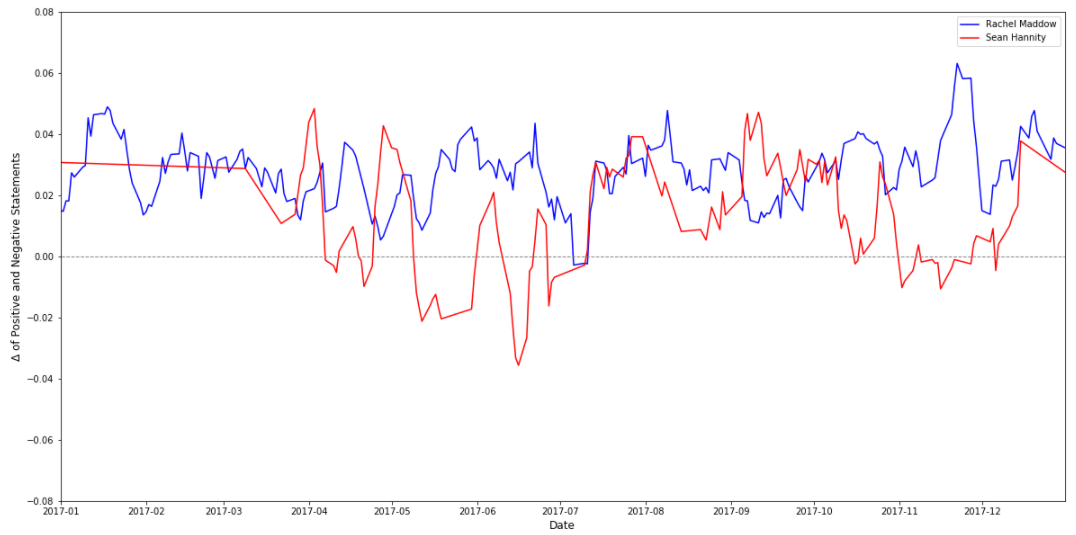 Rachel Maddow
Sean Hannity
0.08
0.06
0.04
0.02
0.00
−0.02
−0.04
−0.06
−0.08
Δ of Positive and Negative Statements
2017-01 2017-02 2017-03 2017-04 2017-05 2017-06 2017-07 2017-08 2017-09 2017-10 2017-11 2017-12
Date